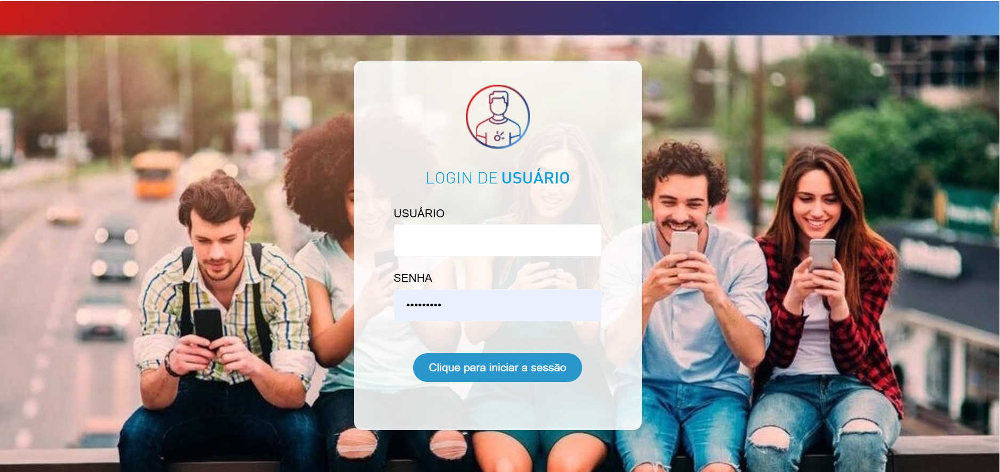 LOGIN DE USUÁRIO
USUÁRIO
SENHA
•••••••••
Clique para iniciar a sessão